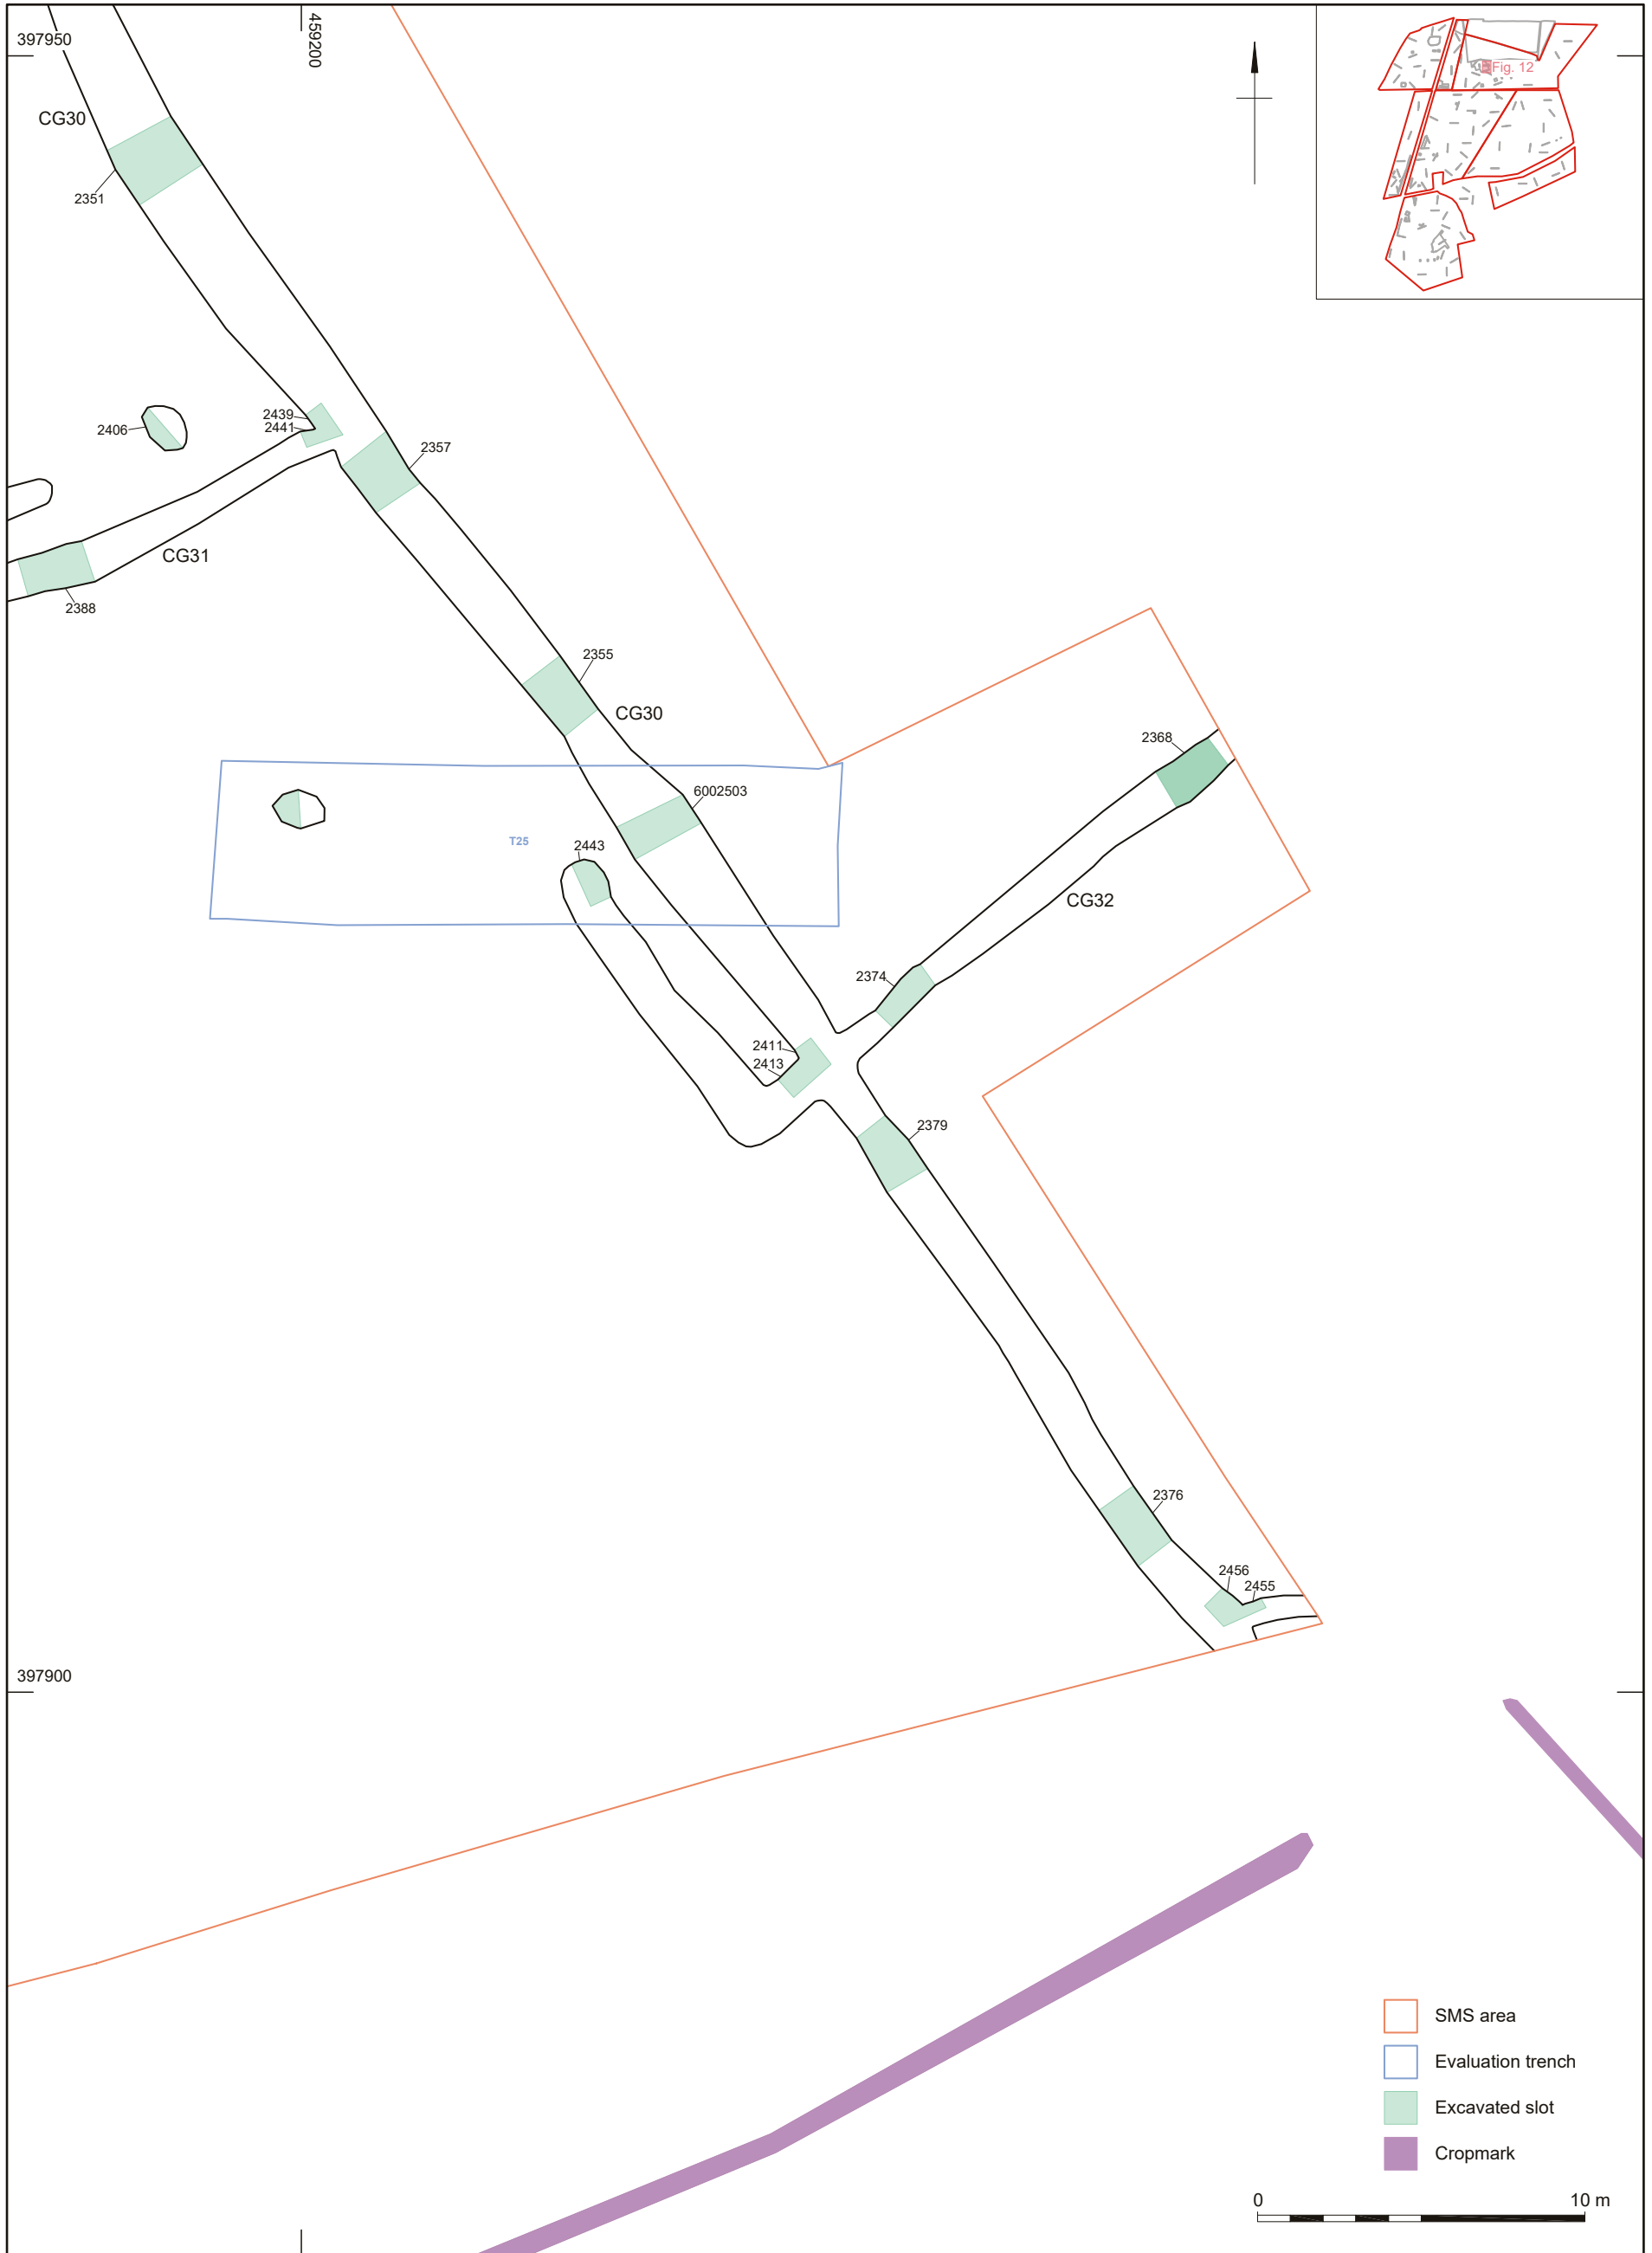 397950
459200
Fig. 12
CG30
2351
2439
2441
2406
2357
CG31
2388
2355
CG30
2368
6002503
T25
2443
CG32
2374
2411
2413
2379
2376
2456
2455
397900
SMS area
Evaluation trench
Excavated slot
Cropmark
0 10 m